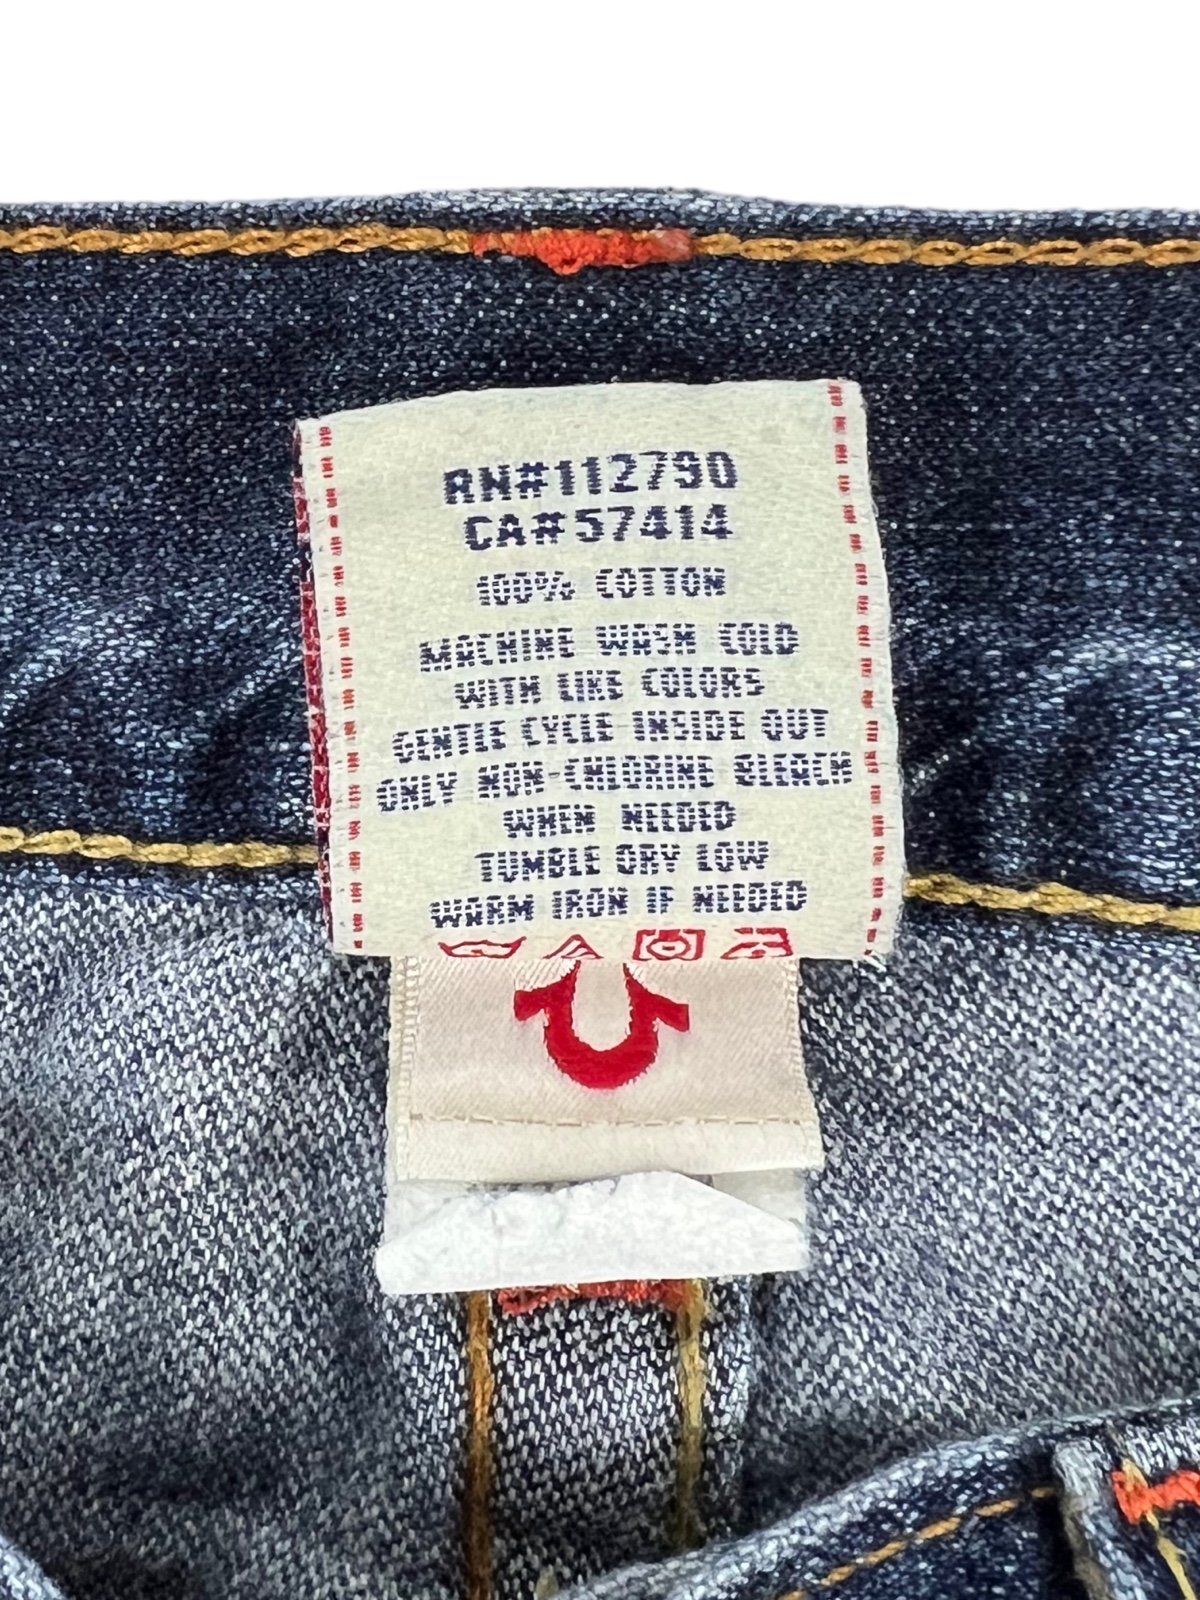 RN#112790
CA#57414
100% COTTON
MACHINE WASH COLD
WITH LIKE COLORS
GENTLE CYCLE INSIDE OUT
ONLY NON-CHLORINE BLEACH
WHEN NEEDED
TUMBLE DRY LOW
WARM IRON IF NEEDED